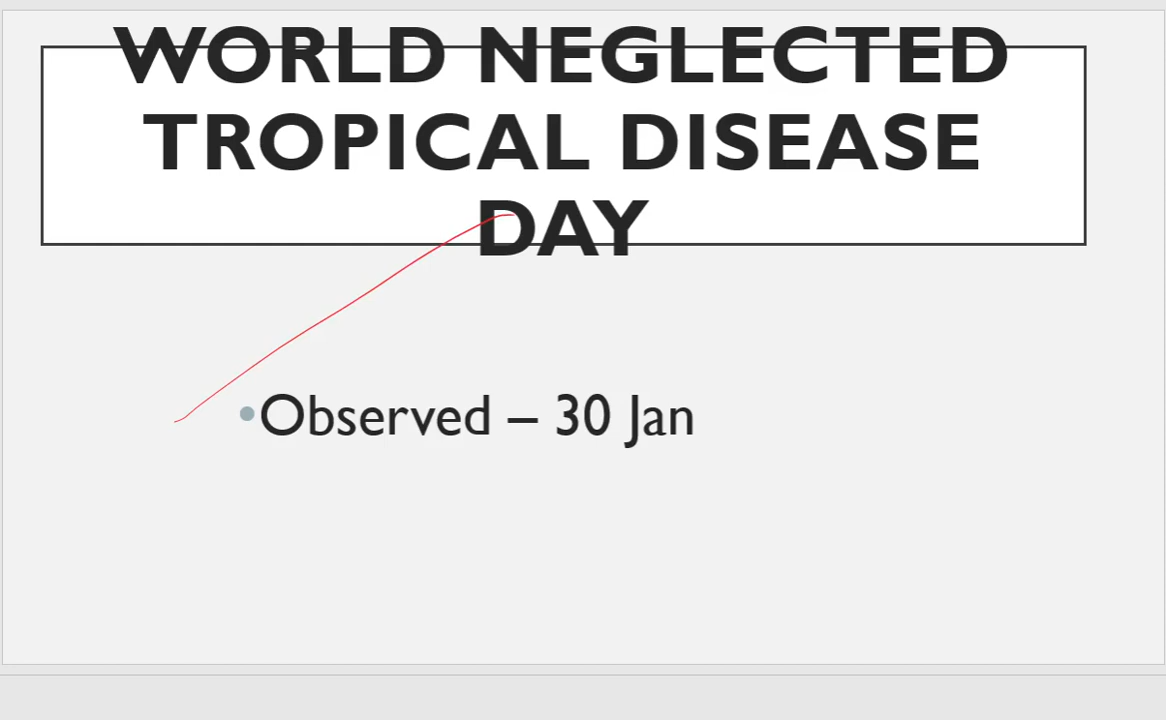 WORLD NEGLECTED
TROPICAL DISEASE
DAY
•Observed – 30 Jan